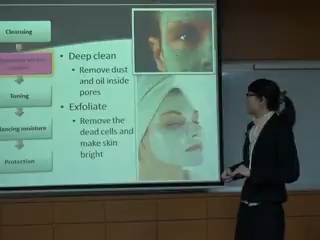 Cleansing
• Deep clean
• Remove dust
and oil inside
pores
Toning
• Exfoliate
• Remove the
dead cells and
make skin
bright
Balancing moisture
Protection